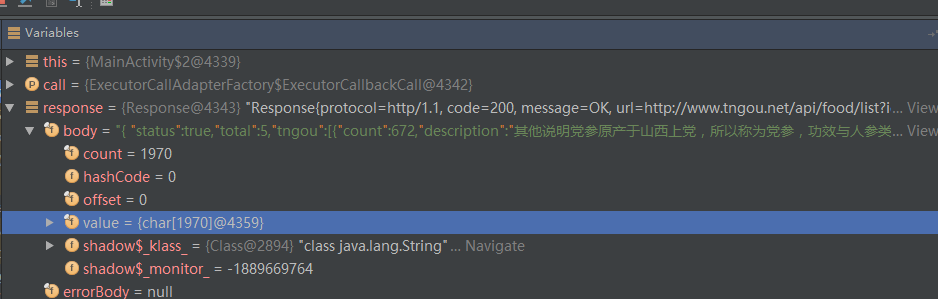 Variables
this = {MainActivity$2@4339}
call = {ExecutorCallAdapterFactory$ExecutorCallbackCall@4342}
response = {Response@4343} "Response{protocol=http/1.1, code=200, message=OK, url=http://www.tngou.net/api/food/list?i... View
body = "{ "status":true,"total":5,"tngou":[{"count":672,"description":"其他说明党参原产于山西上党，所以称为党参，功效与人参类... View
count = 1970
hashCode = 0
offset = 0
value = {char[1970]@4359}
shadow$_klass_ = {Class@2894} "class java.lang.String"... Navigate
shadow$_monitor_ = -1889669764
errorBody = null